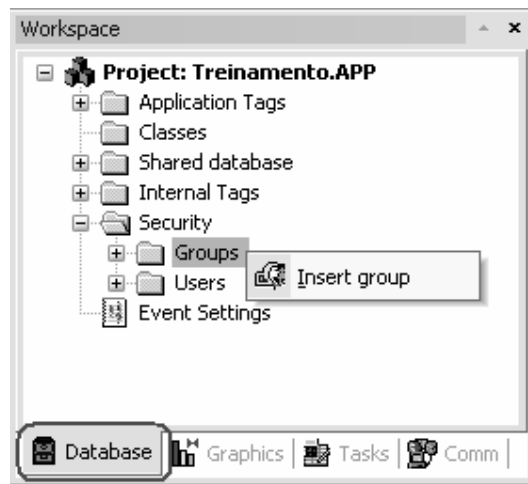 Workspace
Project: Treinamento.APP
Application Tags
Classes
Shared database
Internal Tags
Security
Groups
Insert group
Users
Event Settings
Database Graphics Tasks Comm